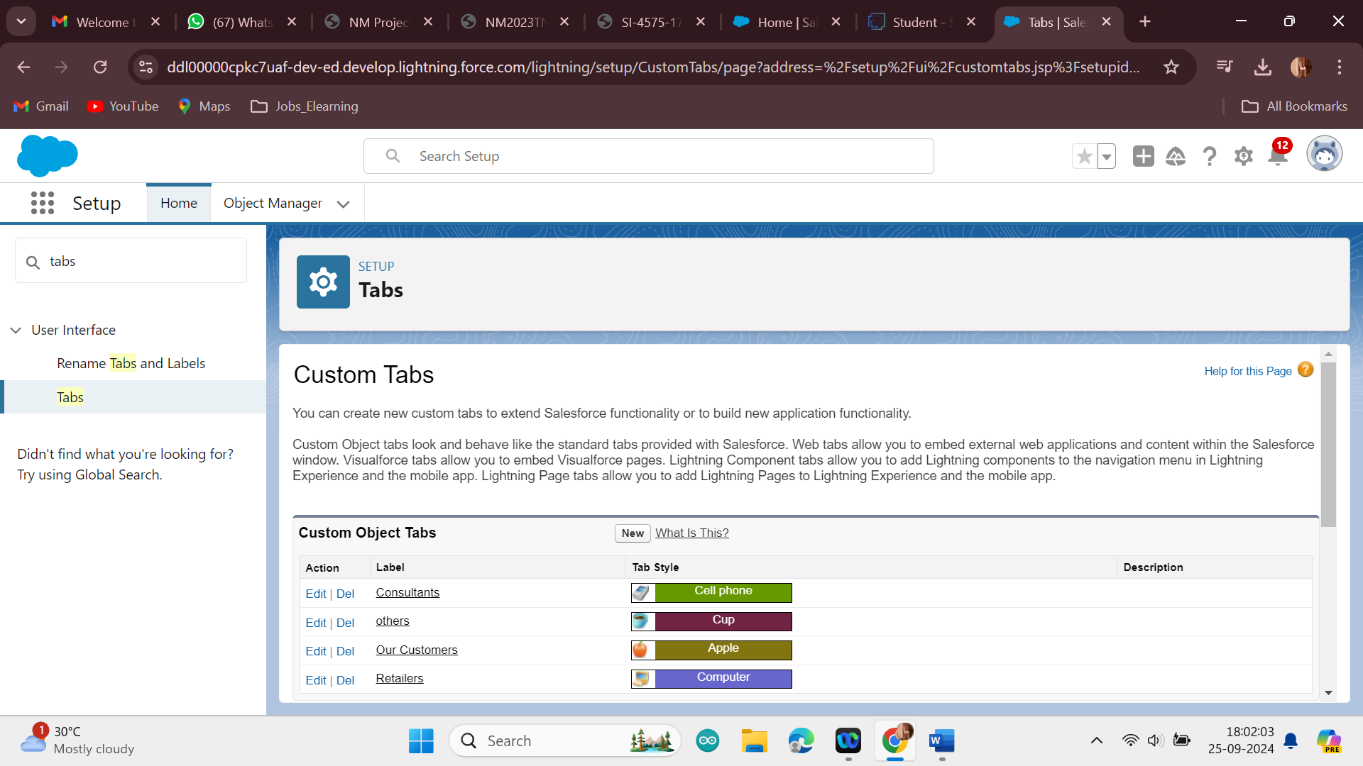 Welcome t
(67) Whats
NM Projec
NM2023TN
SI-4575-17
Home | Sal
Student - S
Tabs | Sale
ddl00000cpkc7uaf-dev-ed.develop.lightning.force.com/lightning/setup/CustomTabs/page?address=%2Fsetup%2Fui%2Fcustomtabs.jsp%3Fsetupid...
Gmail
YouTube
Maps
Jobs_Elearning
All Bookmarks
Search Setup
12
Setup
Home
Object Manager
tabs
User Interface
Rename Tabs and Labels
Tabs
Didn't find what you're looking for?
Try using Global Search.
SETUP
Tabs
Custom Tabs
Help for this Page
You can create new custom tabs to extend Salesforce functionality or to build new application functionality.
Custom Object tabs look and behave like the standard tabs provided with Salesforce. Web tabs allow you to embed external web applications and content within the Salesforce
window. Visualforce tabs allow you to embed Visualforce pages. Lightning Component tabs allow you to add Lightning components to the navigation menu in Lightning
Experience and the mobile app. Lightning Page tabs allow you to add Lightning Pages to Lightning Experience and the mobile app.
Custom Object Tabs
New
What Is This?
Action Label Tab Style Description
Edit | Del Consultants Cell phone
Edit | Del others Cup
Edit | Del Our Customers Apple
Edit | Del Retailers Computer
1
30°C
Mostly cloudy
Search
18:02:03
25-09-2024
PRE